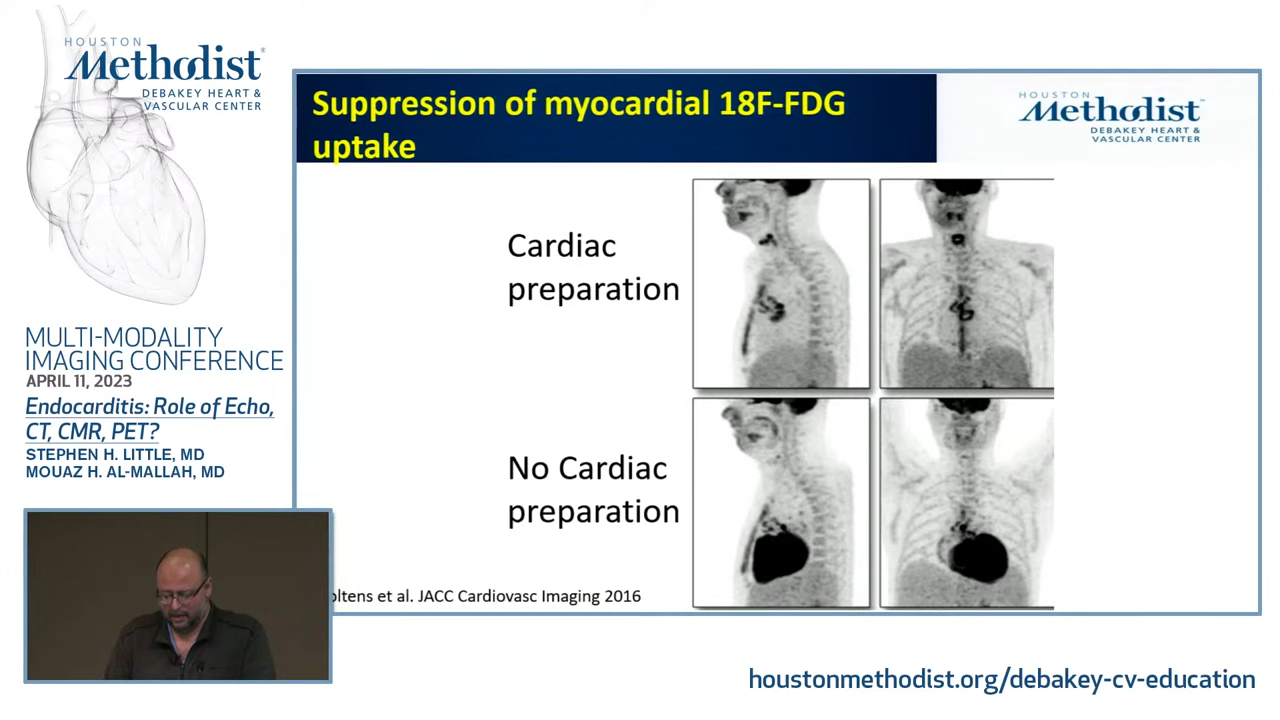 HOUSTON
Methodist
DEBAKEY HEART &
VASCULAR CENTER
MULTI-MODALITY
IMAGING CONFERENCE
APRIL 11, 2023
Endocarditis: Role of Echo,
CT, CMR, PET?
STEPHEN H. LITTLE, MD
MOUAZ H. AL-MALLAH, MD
Suppression of myocardial 18F-FDG
uptake
HOUSTON
Methodist
DEBAKEY HEART &
VASCULAR CENTER
Cardiac
preparation
No Cardiac
preparation
et al. JACC Cardiovasc Imaging 2016
houstonmethodist.org/debakey-cv-education